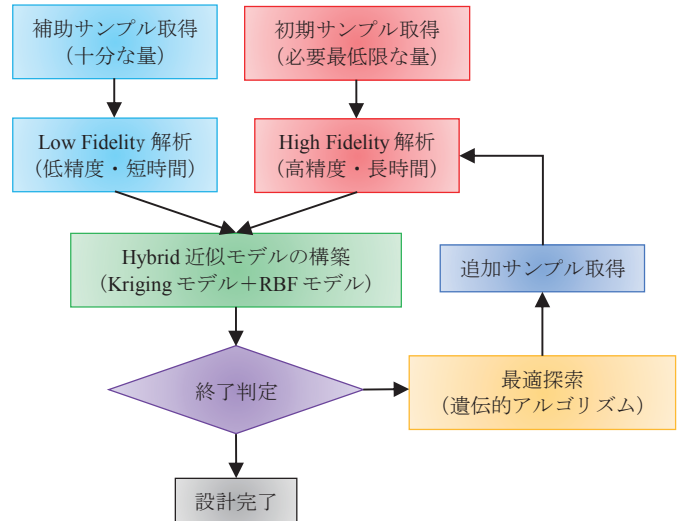 補助サンプル取得
（十分な量）
初期サンプル取得
（必要最低限な量）
Low Fidelity 解析
（低精度・短時間）
High Fidelity 解析
（高精度・長時間）
Hybrid 近似モデルの構築
（Kriging モデル＋RBF モデル）
追加サンプル取得
終了判定
最適探索
（遺伝的アルゴリズム）
設計完了